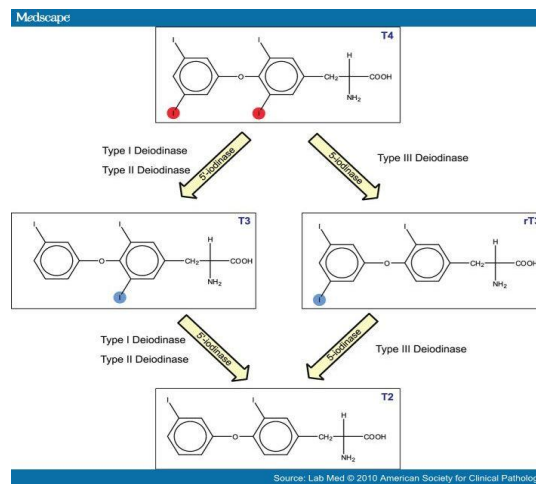 Medscape
T4
I
I
H
O
CH₂
COOH
NH₂
I
I
Type I Deiodinase
Type II Deiodinase
5'-iodinase
5-iodinase
Type III Deiodinase
T3
I
I
H
O
CH₂
COOH
NH₂
I
rT3
I
I
H
O
CH₂
COOH
NH₂
I
Type I Deiodinase
Type II Deiodinase
5'-iodinase
5-iodinase
Type III Deiodinase
T2
I
I
H
O
CH₂
COOH
NH₂
Source: Lab Med © 2010 American Society for Clinical Patholog